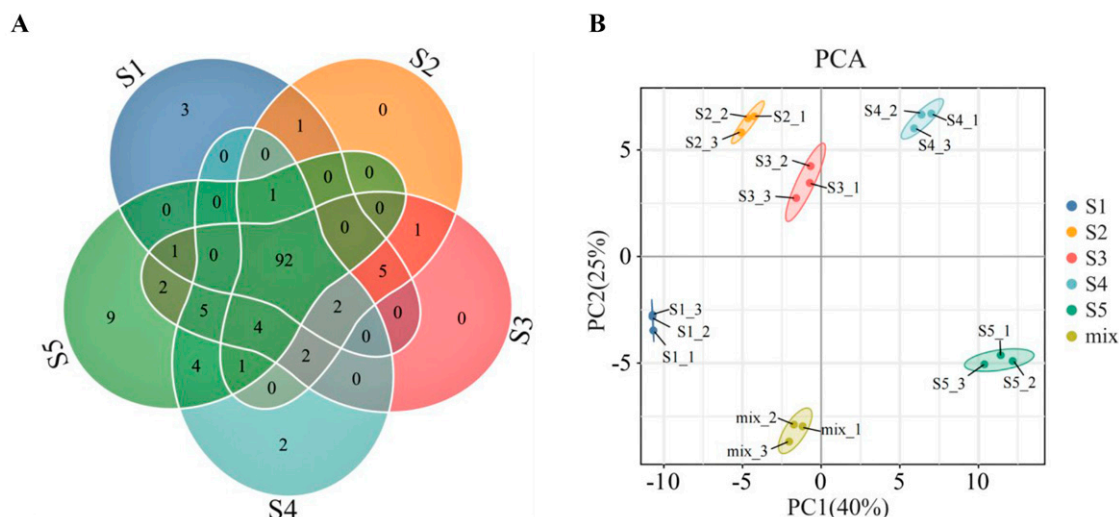 A
S1
S2
3
0
1
0
0
0
0
1
0
0
0
0
1
1
0
92
5
2
9
2
0
0
5
4
0
4
1
2
0
0
2
S5
S3
S4
B
PCA
S2_2
S2_1
S2_3
S4_2
S4_1
S4_3
S3_2
S3_1
S3_3
S1_3
S1_2
S1_1
S5_1
S5_3
S5_2
mix_2
mix_1
mix_3
5
0
-5
PC2(25%)
-10
-5
0
5
10
PC1(40%)
S1
S2
S3
S4
S5
mix